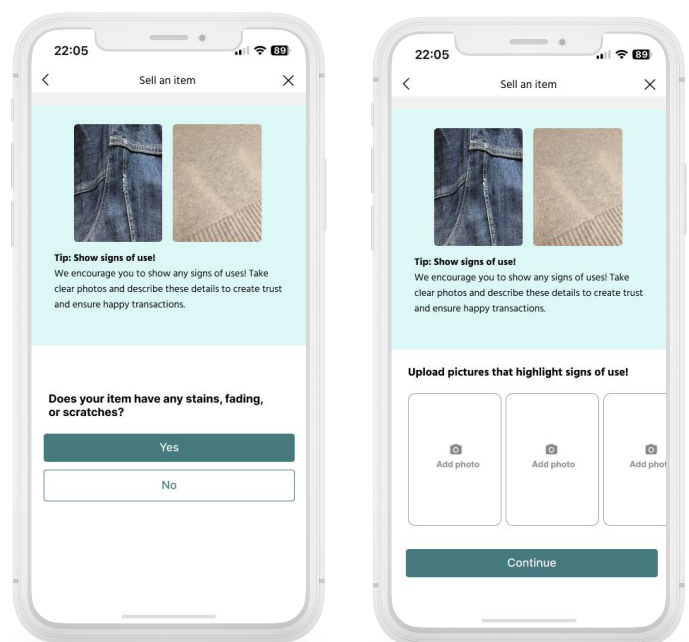 22:05
89
Sell an item
Tip: Show signs of use!
We encourage you to show any signs of uses! Take
clear photos and describe these details to create trust
and ensure happy transactions.
Does your item have any stains, fading,
or scratches?
Yes
No
22:05
89
Sell an item
Tip: Show signs of use!
We encourage you to show any signs of uses! Take
clear photos and describe these details to create trust
and ensure happy transactions.
Upload pictures that highlight signs of use!
Add photo
Add photo
Add phot
Continue